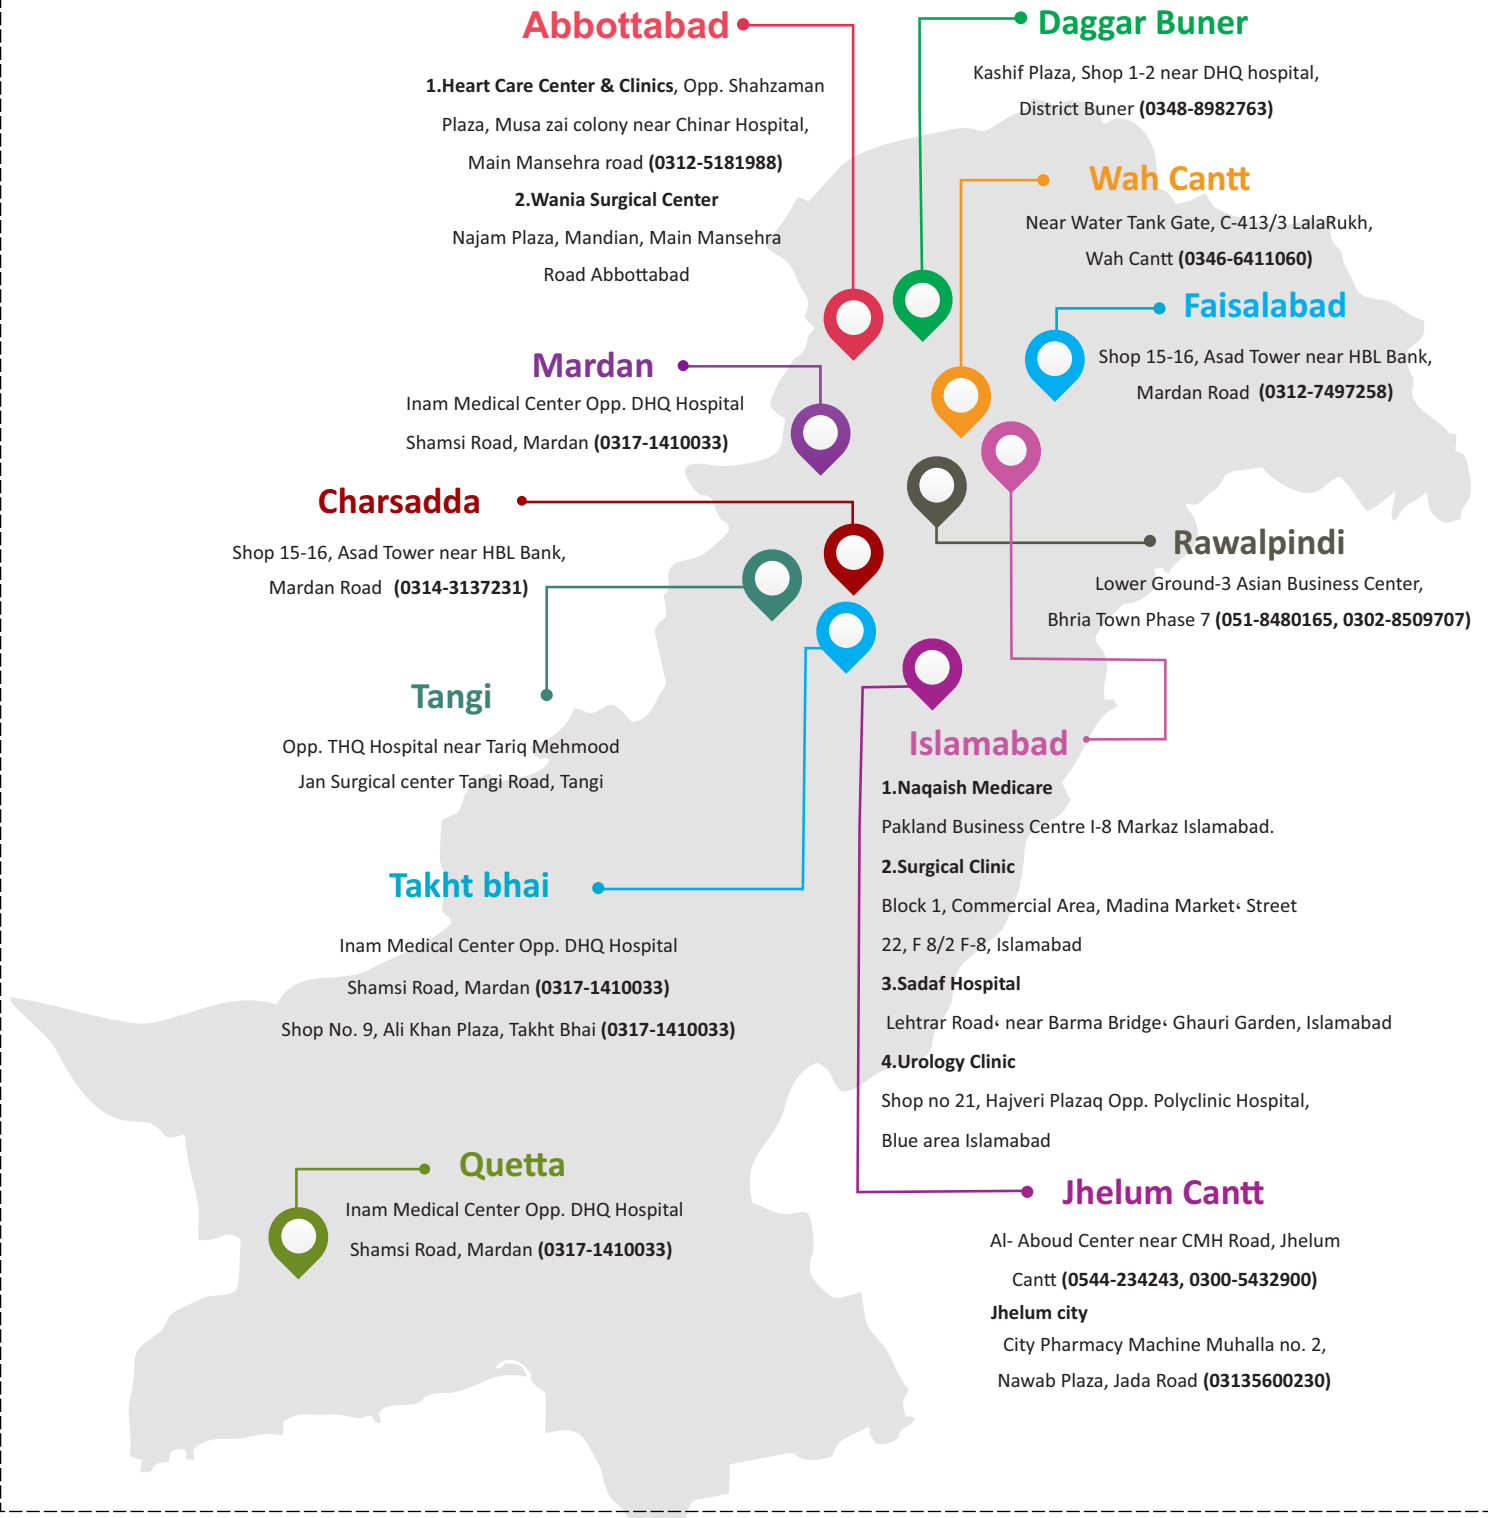 Abbottabad
1.Heart Care Center & Clinics, Opp. Shahzaman
Plaza, Musa zai colony near Chinar Hospital,
Main Mansehra road (0312-5181988)
2.Wania Surgical Center
Najam Plaza, Mandian, Main Mansehra
Road Abbottabad
Daggar Buner
Kashif Plaza, Shop 1-2 near DHQ hospital,
District Buner (0348-8982763)
Wah Cantt
Near Water Tank Gate, C-413/3 LalaRukh,
Wah Cantt (0346-6411060)
Faisalabad
Shop 15-16, Asad Tower near HBL Bank,
Mardan Road (0312-7497258)
Mardan
Inam Medical Center Opp. DHQ Hospital
Shamsi Road, Mardan (0317-1410033)
Charsadda
Shop 15-16, Asad Tower near HBL Bank,
Mardan Road (0314-3137231)
Rawalpindi
Lower Ground-3 Asian Business Center,
Bhria Town Phase 7 (051-8480165, 0302-8509707)
Tangi
Opp. THQ Hospital near Tariq Mehmood
Jan Surgical center Tangi Road, Tangi
Islamabad
1.Naqaish Medicare
Pakland Business Centre I-8 Markaz Islamabad.
2.Surgical Clinic
Block 1, Commercial Area, Madina Market، Street
22, F 8/2 F-8, Islamabad
3.Sadaf Hospital
Lehtrar Road، near Barma Bridge، Ghauri Garden, Islamabad
4.Urology Clinic
Shop no 21, Hajveri Plazaq Opp. Polyclinic Hospital,
Blue area Islamabad
Takht bhai
Inam Medical Center Opp. DHQ Hospital
Shamsi Road, Mardan (0317-1410033)
Shop No. 9, Ali Khan Plaza, Takht Bhai (0317-1410033)
Quetta
Inam Medical Center Opp. DHQ Hospital
Shamsi Road, Mardan (0317-1410033)
Jhelum Cantt
Al- Aboud Center near CMH Road, Jhelum
Cantt (0544-234243, 0300-5432900)
Jhelum city
City Pharmacy Machine Muhalla no. 2,
Nawab Plaza, Jada Road (03135600230)